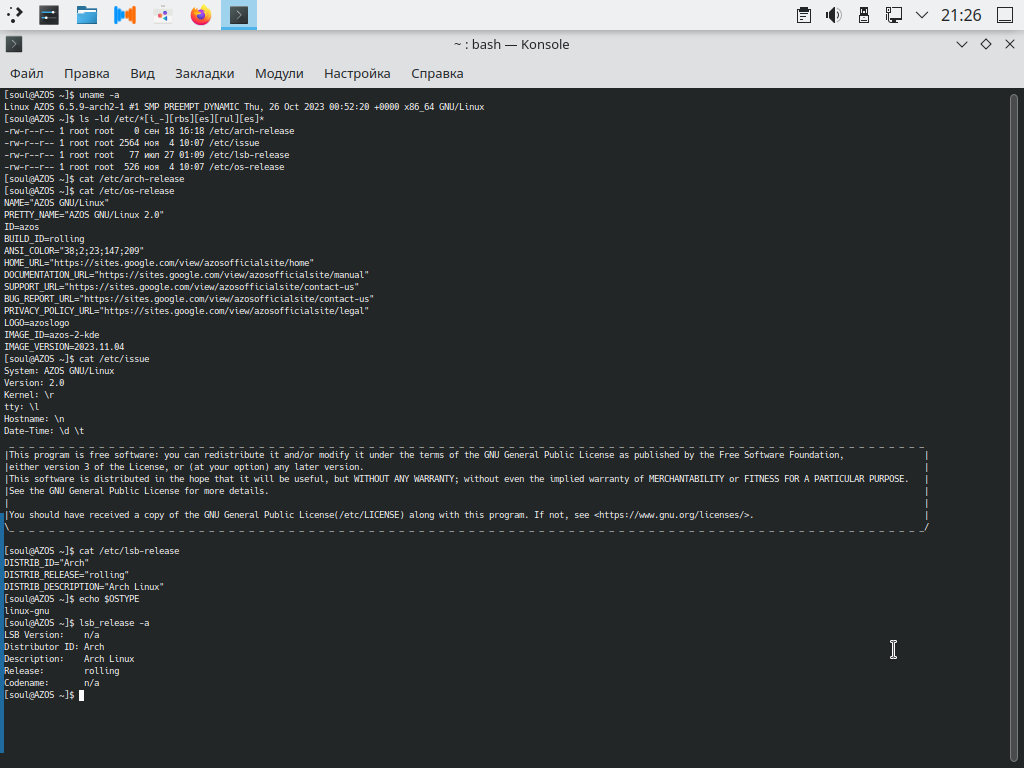 21:26
~ : bash — Konsole
Файл Правка Вид Закладки Модули Настройка Справка
[soul@AZOS ~]$ uname -a
Linux AZOS 6.5.9-arch2-1 #1 SMP PREEMPT_DYNAMIC Thu, 26 Oct 2023 00:52:20 +0000 x86_64 GNU/Linux
[soul@AZOS ~]$ ls -ld /etc/*[i_-][rbs][es][rul][es]*
-rw-r--r-- 1 root root    0 сен 18 16:18 /etc/arch-release
-rw-r--r-- 1 root root 2564 ноя  4 10:07 /etc/issue
-rw-r--r-- 1 root root   77 июл 27 01:09 /etc/lsb-release
-rw-r--r-- 1 root root  526 ноя  4 10:07 /etc/os-release
[soul@AZOS ~]$ cat /etc/arch-release
[soul@AZOS ~]$ cat /etc/os-release
NAME="AZOS GNU/Linux"
PRETTY_NAME="AZOS GNU/Linux 2.0"
ID=azos
BUILD_ID=rolling
ANSI_COLOR="38;2;23;147;209"
HOME_URL="https://sites.google.com/view/azosofficialsite/home"
DOCUMENTATION_URL="https://sites.google.com/view/azosofficialsite/manual"
SUPPORT_URL="https://sites.google.com/view/azosofficialsite/contact-us"
BUG_REPORT_URL="https://sites.google.com/view/azosofficialsite/contact-us"
PRIVACY_POLICY_URL="https://sites.google.com/view/azosofficialsite/legal"
LOGO=azoslogo
IMAGE_ID=azos-2-kde
IMAGE_VERSION=2023.11.04
[soul@AZOS ~]$ cat /etc/issue
System: AZOS GNU/Linux
Version: 2.0
Kernel: \r
tty: \l
Hostname: \n
Date-Time: \d \t
|This program is free software: you can redistribute it and/or modify it under the terms of the GNU General Public License as published by the Free Software Foundation, |
|either version 3 of the License, or (at your option) any later version. |
|This software is distributed in the hope that it will be useful, but WITHOUT ANY WARRANTY; without even the implied warranty of MERCHANTABILITY or FITNESS FOR A PARTICULAR PURPOSE. |
|See the GNU General Public License for more details. |
| |
|You should have received a copy of the GNU General Public License(/etc/LICENSE) along with this program. If not, see <https://www.gnu.org/licenses/>. |
[soul@AZOS ~]$ cat /etc/lsb-release
DISTRIB_ID="Arch"
DISTRIB_RELEASE="rolling"
DISTRIB_DESCRIPTION="Arch Linux"
[soul@AZOS ~]$ echo $OSTYPE
linux-gnu
[soul@AZOS ~]$ lsb_release -a
LSB Version:    n/a
Distributor ID: Arch
Description:    Arch Linux
Release:        rolling
Codename:       n/a
[soul@AZOS ~]$